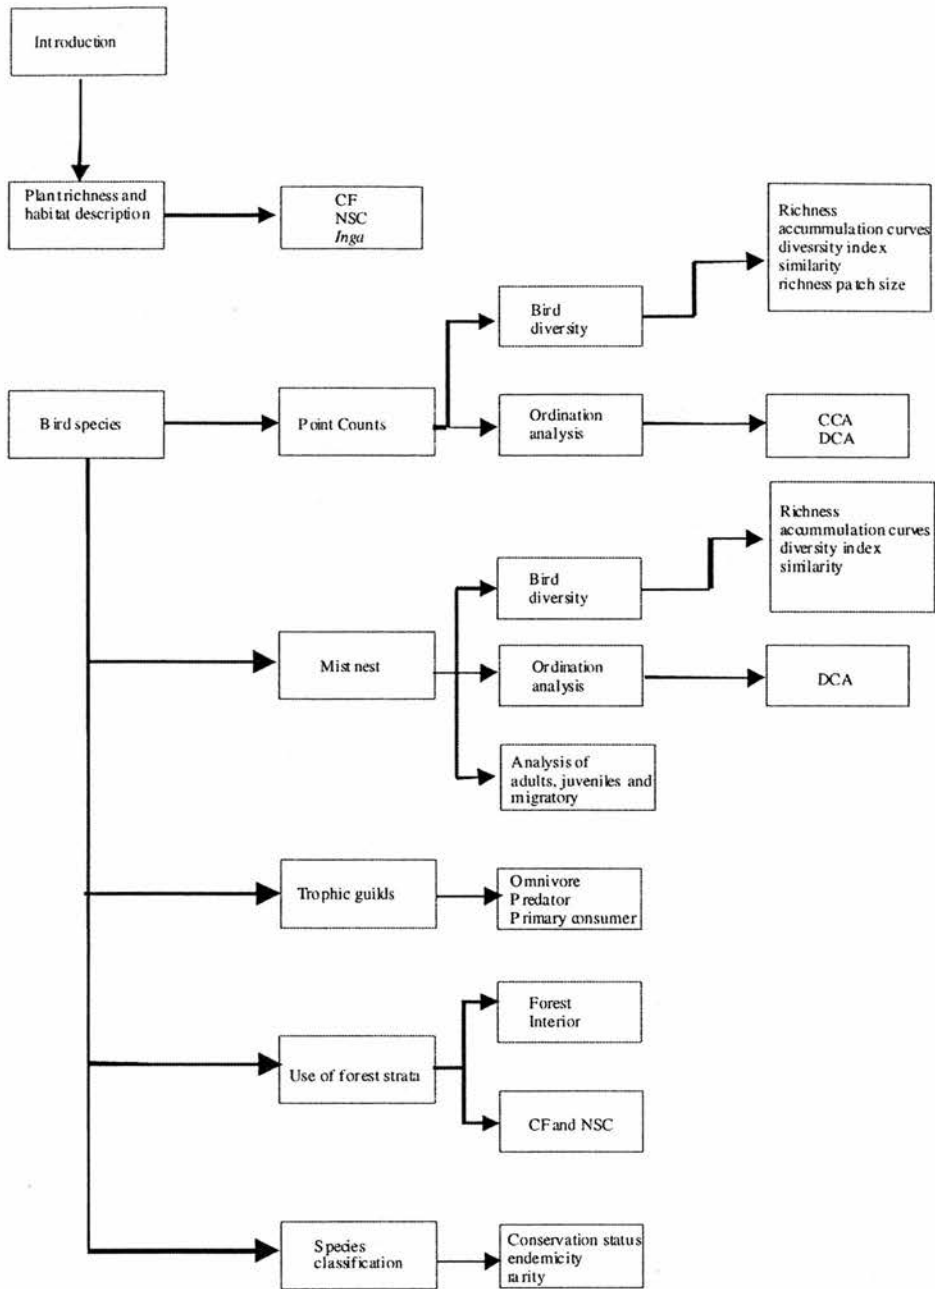 Introduction
Plant richness and
habitat description
CF
NSC
Inga
Richness
accummulation curves
divesrsity index
similarity
richness patch size
Bird
diversity
Bird species
Point Counts
Ordination
analysis
CCA
DCA
Richness
accummulation curves
diversity index
similarity
Bird
diversity
Mist nest
Ordination
analysis
DCA
Analysis of
adults, juveniles and
migratory
Trophic guilds
Omnivore
Predator
Primary consumer
Forest
Interior
Use of forest strata
CF and NSC
Species
classification
Conservation status
endemicity
rarity